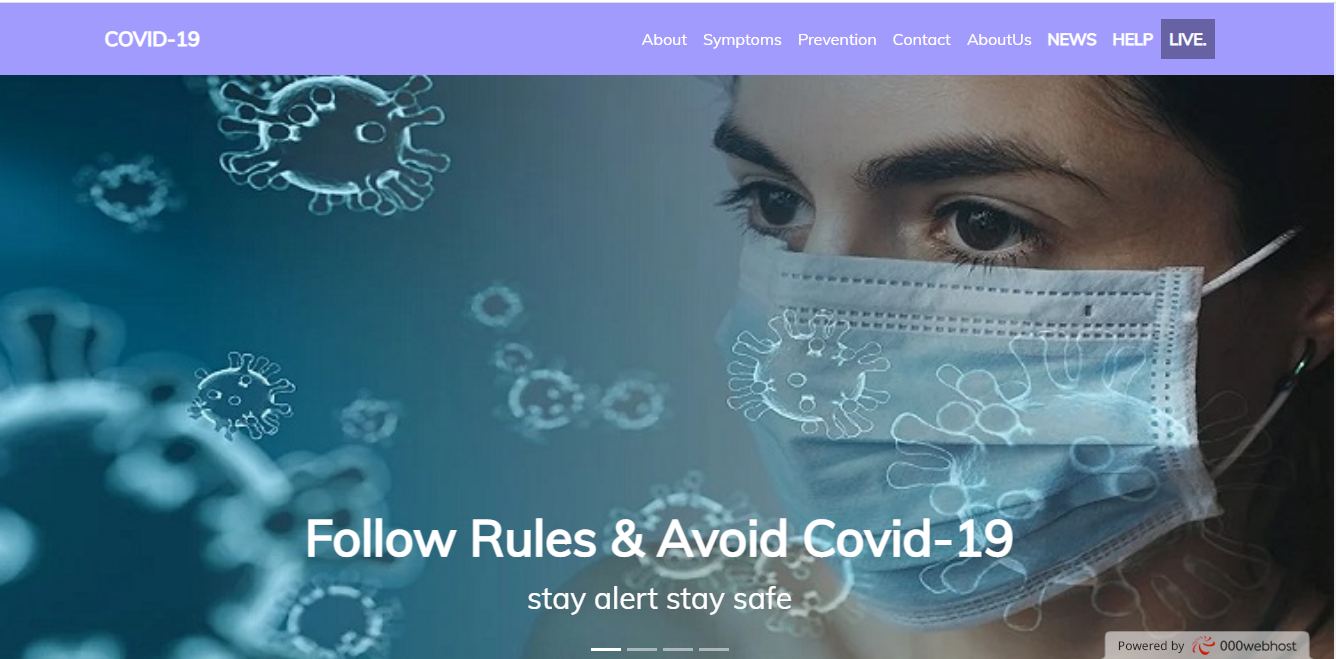 COVID-19
About Symptoms Prevention Contact AboutUs NEWS HELP LIVE.
Follow Rules & Avoid Covid-19
stay alert stay safe
Powered by 000webhost